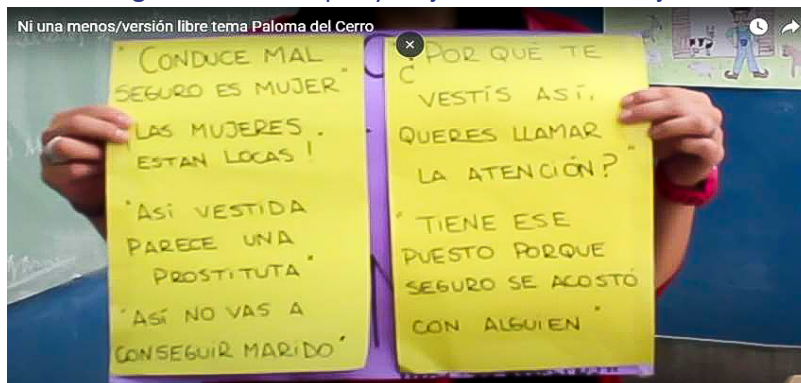 Ni una menos/versión libre tema Paloma del Cerro
"CONDUCE MAL
SEGURO ES MUJER"
"LAS MUJERES
ESTAN LOCAS!
"ASÍ VESTIDA
PARECE UNA
PROSTITUTA"
"ASÍ NO VAS A
CONSEGUIR MARIDO"
"¿POR QUÉ TE
VESTÍS ASÍ,
QUERES LLAMAR
LA ATENCIÓN?"
"TIENE ESE
PUESTO PORQUE
SEGURO SE ACOSTÓ
CON ALGUIEN"